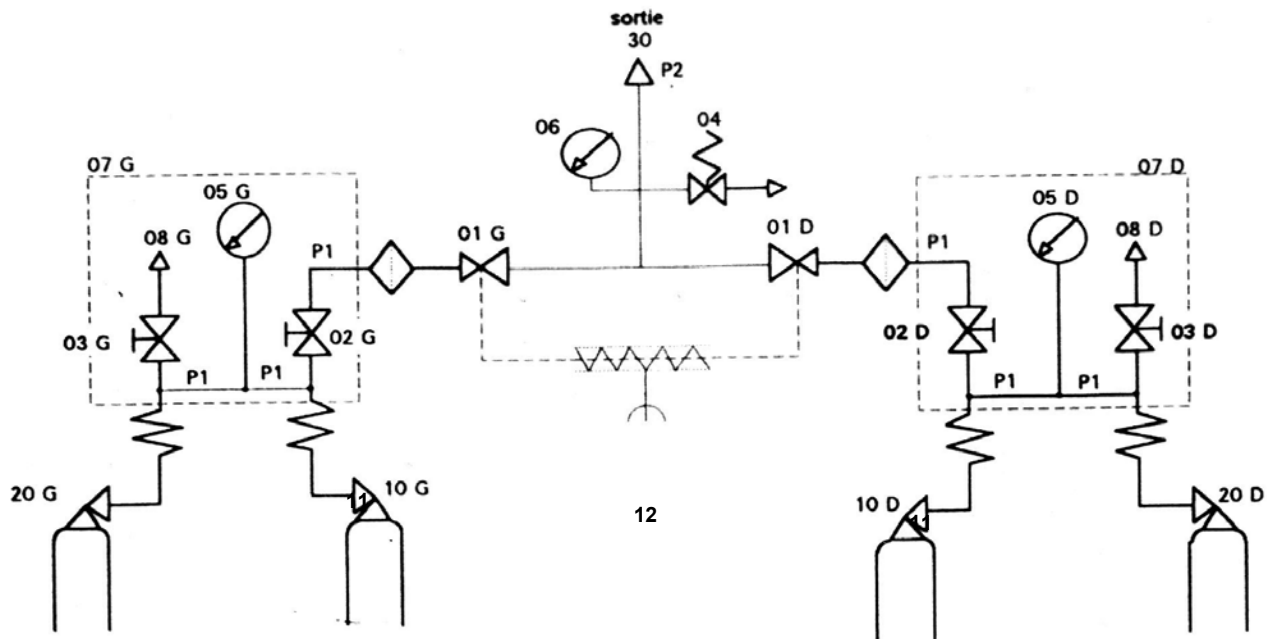 sortie
30
P2
06
04
07 G
05 G
08 G
P1
01 G
01 D
P1
07 D
05 D
08 D
03 G
02 G
02 D
03 D
P1
P1
P1
P1
20 G
11
10 G
12
10 D
11
20 D